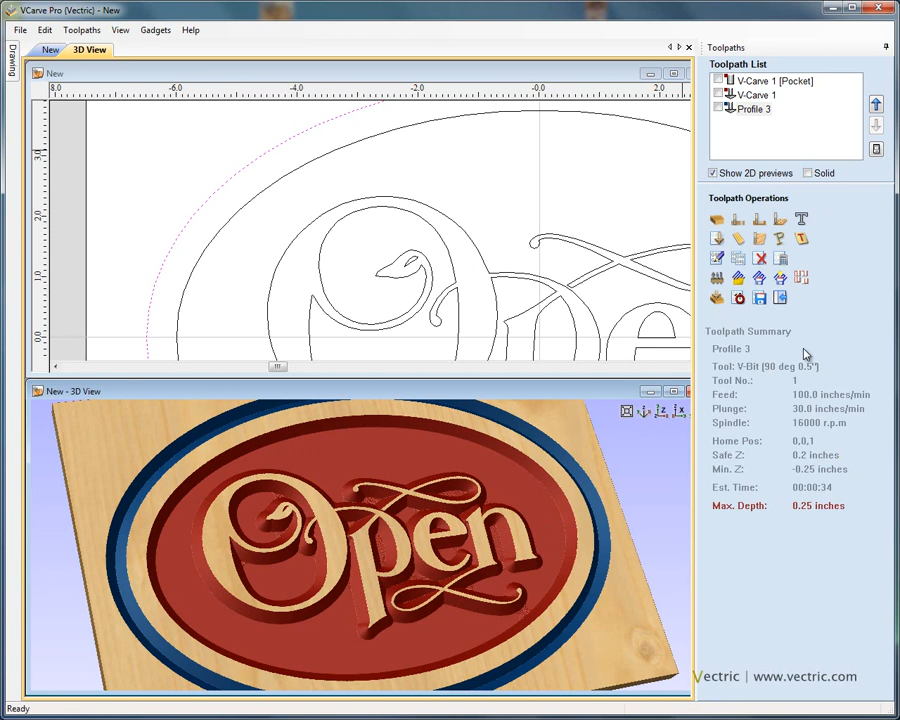 VCarve Pro {Vectric} - New
File Edit Toolpaths View Gadgets Help
Drawing
New 3D View
Toolpaths
New
8.0 -6.0 -4.0 -2.0 -0.0 2.0
3.0
2.0
1.0
0.0
Toolpath List
V-Carve 1 [Pocket]
V-Carve 1
Profile 3
Show 2D previews Solid
Toolpath Operations
Toolpath Summary
Profile 3
Tool: V-Bit (90 deg 0.5")
Tool No.: 1
Feed: 100.0 inches/min
Plunge: 30.0 inches/min
Spindle: 16000 r.p.m
Home Pos: 0,0,1
Safe Z: 0.2 inches
Min. Z: -0.25 inches
Est. Time: 00:00:34
Max. Depth: 0.25 inches
New - 3D View
Open
Vectric | www.vectric.com
Ready